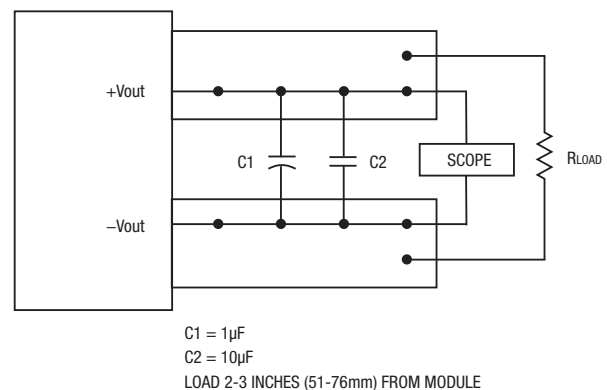 +Vout
C1
C2
SCOPE
RLOAD
−Vout
C1 = 1µF
C2 = 10µF
LOAD 2-3 INCHES (51-76mm) FROM MODULE